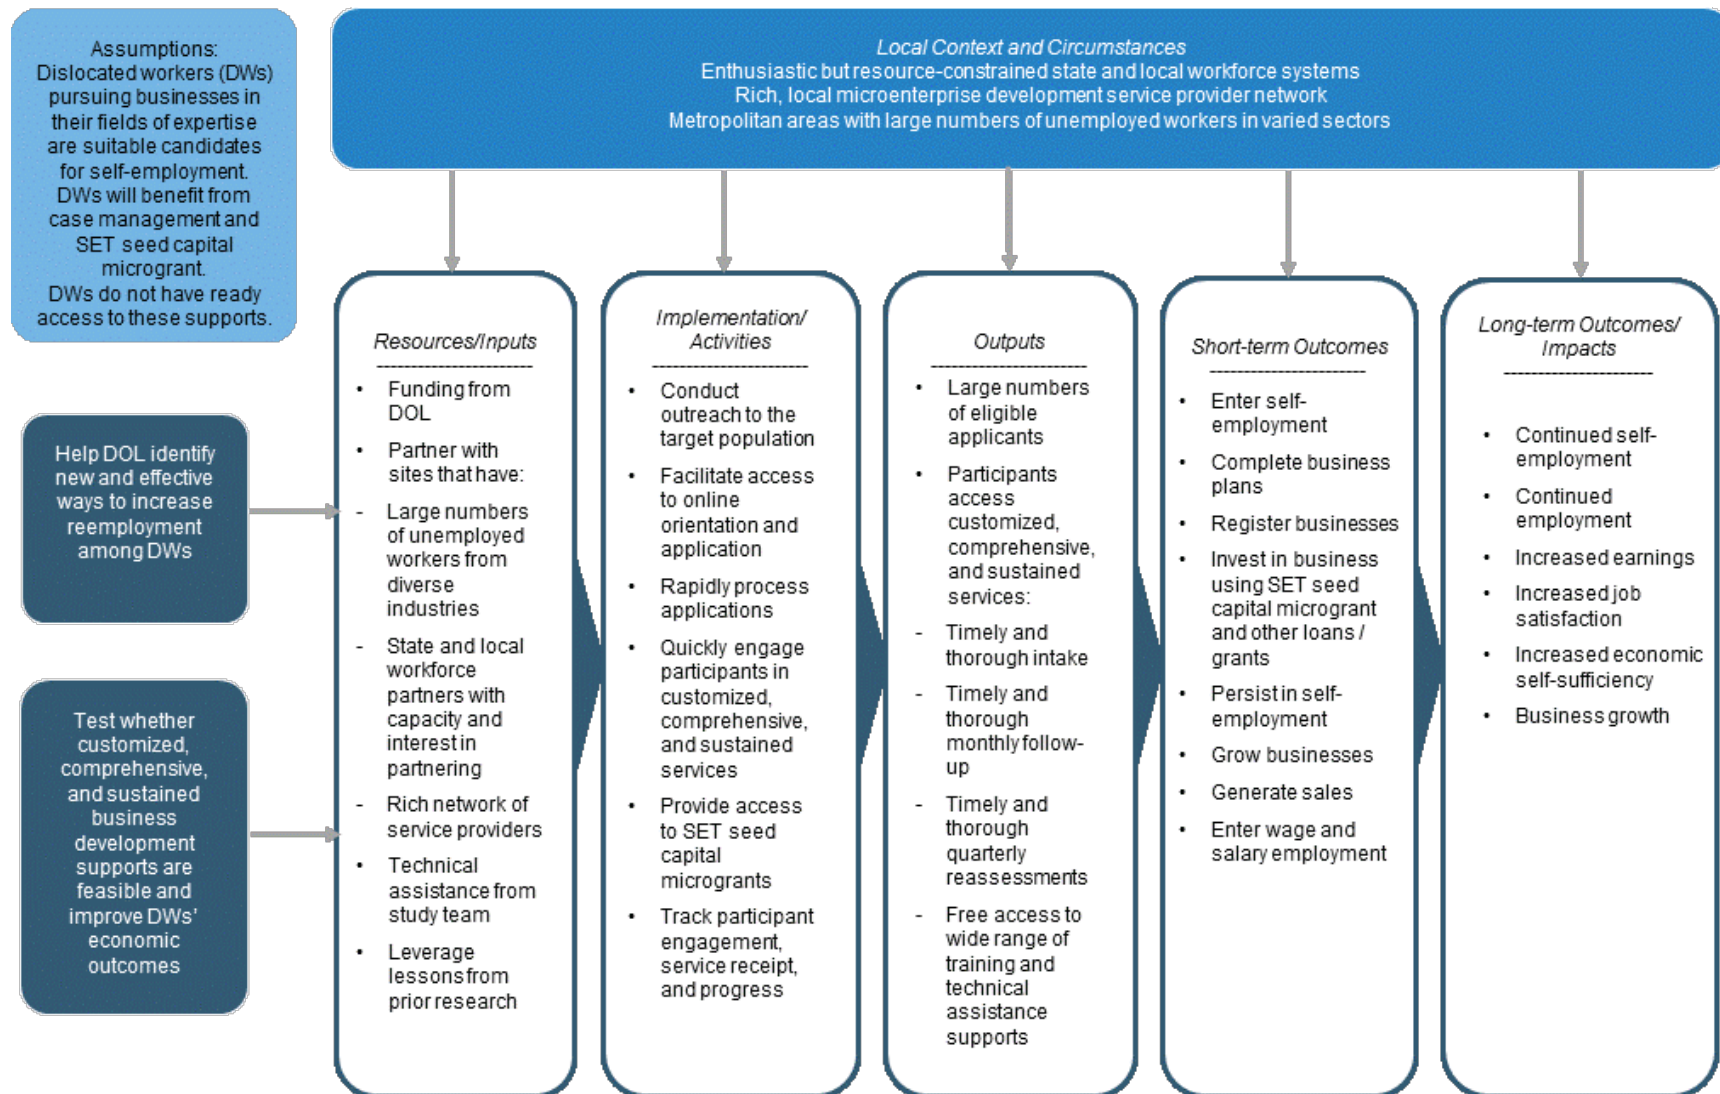 Assumptions:
Dislocated workers (DWs)
pursuing businesses in
their fields of expertise
are suitable candidates
for self-employment.
DWs will benefit from
case management and
SET seed capital
microgrant.
DWs do not have ready
access to these supports.
Local Context and Circumstances
Enthusiastic but resource-constrained state and local workforce systems
Rich, local microenterprise development service provider network
Metropolitan areas with large numbers of unemployed workers in varied sectors
Help DOL identify
new and effective
ways to increase
reemployment
among DWs
Test whether
customized,
comprehensive,
and sustained
business
development
supports are
feasible and
improve DWs'
economic
outcomes
Resources/Inputs
-----------------------
• Funding from
DOL
• Partner with
sites that have:
- Large numbers
of unemployed
workers from
diverse
industries
- State and local
workforce
partners with
capacity and
interest in
partnering
- Rich network of
service providers
• Technical
assistance from
study team
• Leverage
lessons from
prior research
Implementation/
Activities
-----------------------
• Conduct
outreach to the
target population
• Facilitate access
to online
orientation and
application
• Rapidly process
applications
• Quickly engage
participants in
customized,
comprehensive,
and sustained
services
• Provide access
to SET seed
capital
microgrants
• Track participant
engagement,
service receipt,
and progress
Outputs
-----------------------
• Large numbers
of eligible
applicants
• Participants
access
customized,
comprehensive,
and sustained
services:
- Timely and
thorough intake
- Timely and
thorough
monthly follow-
up
- Timely and
thorough
quarterly
reassessments
- Free access to
wide range of
training and
technical
assistance
supports
Short-term Outcomes
-----------------------
• Enter self-
employment
• Complete business
plans
• Register businesses
• Invest in business
using SET seed
capital microgrant
and other loans /
grants
• Persist in self-
employment
• Grow businesses
• Generate sales
• Enter wage and
salary employment
Long-term Outcomes/
Impacts
-----------------------
• Continued self-
employment
• Continued
employment
• Increased earnings
• Increased job
satisfaction
• Increased economic
self-sufficiency
• Business growth